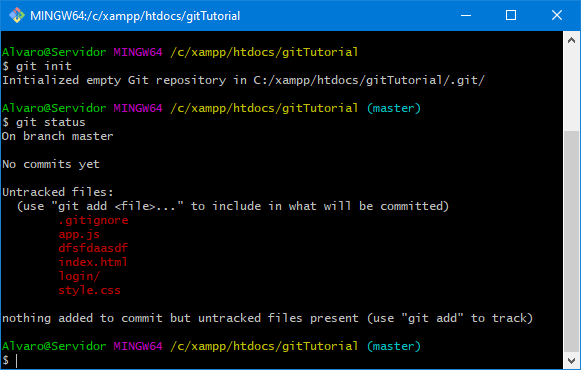 MINGW64:/c/xampp/htdocs/gitTutorial
Alvaro@Servidor MINGW64 /c/xampp/htdocs/gitTutorial
$ git init
Initialized empty Git repository in C:/xampp/htdocs/gitTutorial/.git/
Alvaro@Servidor MINGW64 /c/xampp/htdocs/gitTutorial (master)
$ git status
On branch master
No commits yet
Untracked files:
(use "git add <file>..." to include in what will be committed)
.gitignore
app.js
dfsfdaasdf
index.html
login/
style.css
nothing added to commit but untracked files present (use "git add" to track)
Alvaro@Servidor MINGW64 /c/xampp/htdocs/gitTutorial (master)
$